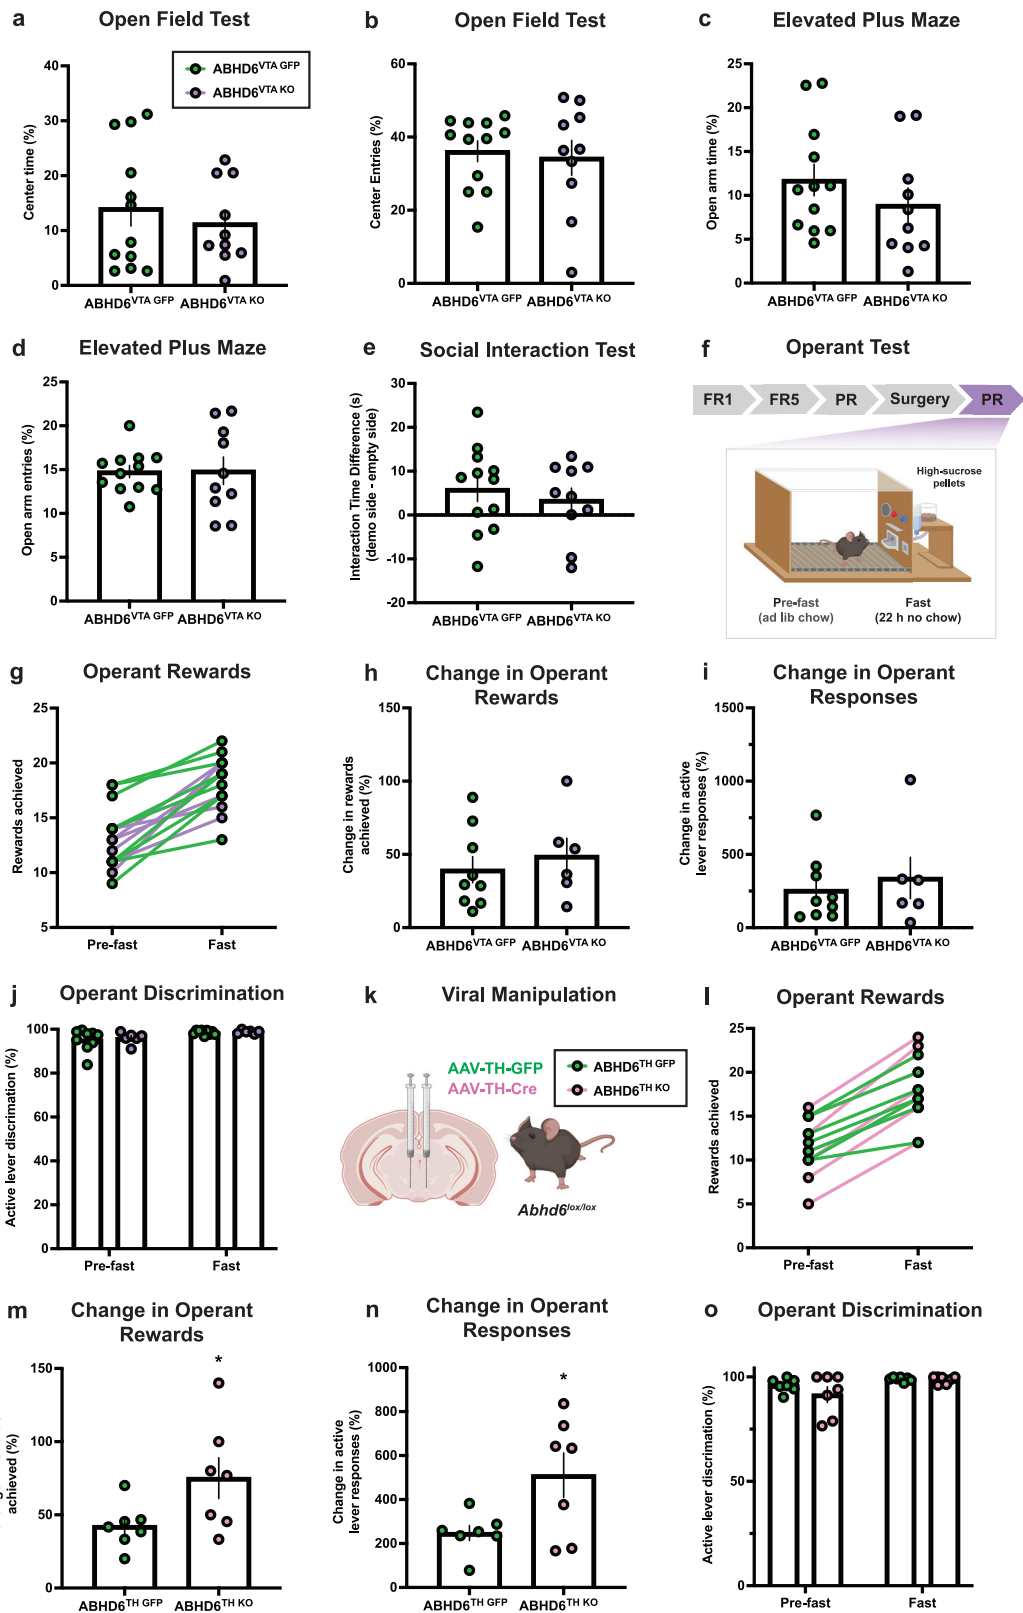 a Open Field Test
Center time (%)
40
30
20
10
0
ABHD6VTA GFP
ABHD6VTA KO
ABHD6VTA GFP ABHD6VTA KO
b Open Field Test
Center Entries (%)
60
40
20
0
ABHD6VTA GFP ABHD6VTA KO
c Elevated Plus Maze
Open arm time (%)
25
20
15
10
5
0
ABHD6VTA GFP ABHD6VTA KO
d Elevated Plus Maze
Open arm entries (%)
25
20
15
10
5
0
ABHD6VTA GFP ABHD6VTA KO
e Social Interaction Test
Interaction Time Difference (s)
(demo side - empty side)
30
20
10
0
-10
-20
ABHD6VTA GFP ABHD6VTA KO
f Operant Test
FR1 FR5 PR Surgery PR
High-sucrose
pellets
Pre-fast Fast
(ad lib chow) (22 h no chow)
g Operant Rewards
Rewards achieved
25
20
15
10
5
Pre-fast Fast
h Change in Operant
Rewards
Change in rewards
achieved (%)
150
100
50
0
ABHD6VTA GFP ABHD6VTA KO
i Change in Operant
Responses
Change in active
lever responses (%)
1500
1000
500
0
ABHD6VTA GFP ABHD6VTA KO
j Operant Discrimination
Active lever discrimination (%)
100
80
60
40
20
0
Pre-fast Fast
k Viral Manipulation
AAV-TH-GFP
AAV-TH-Cre
ABHD6TH GFP
ABHD6TH KO
Abhd6lox/lox
l Operant Rewards
Rewards achieved
25
20
15
10
5
0
Pre-fast Fast
m Change in Operant
Rewards
achieved (%)
150
100
50
0
*
ABHD6TH GFP ABHD6TH KO
n Change in Operant
Responses
Change in active
lever responses (%)
1000
800
600
400
200
0
*
ABHD6TH GFP ABHD6TH KO
o Operant Discrimination
Active lever discrimination (%)
100
50
0
Pre-fast Fast